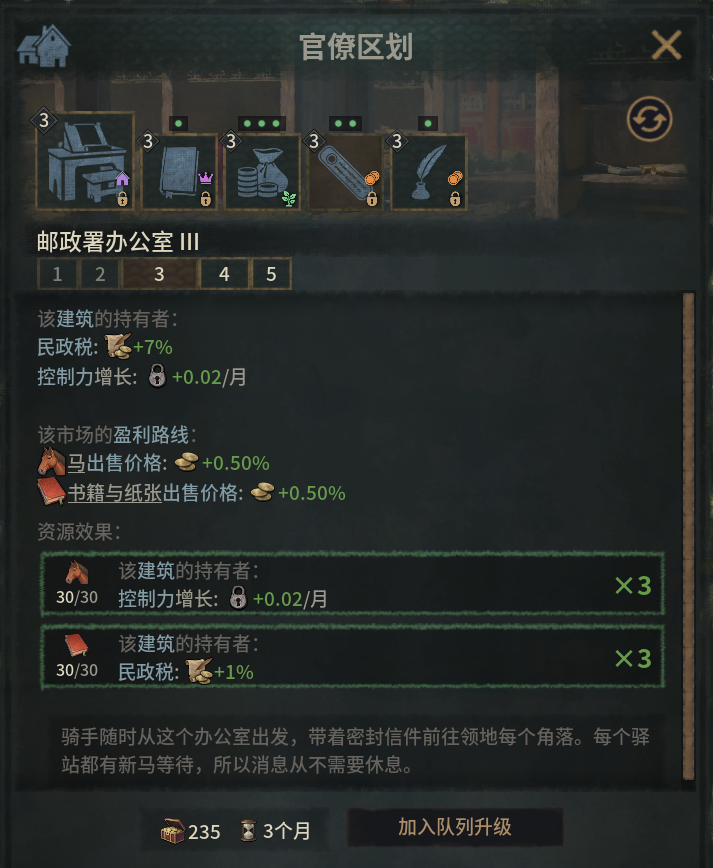 官僚区划
3
3
3
3
3
邮政署办公室 III
1 2 3 4 5
该建筑的持有者:
民政税: +7%
控制力增长: +0.02/月
该市场的盈利路线:
马出售价格: +0.50%
书籍与纸张出售价格: +0.50%
资源效果:
该建筑的持有者:
30/30 控制力增长: +0.02/月 ×3
该建筑的持有者:
30/30 民政税: +1% ×3
骑手随时从这个办公室出发，带着密封信件前往领地每个角落。每个驿
站都有新马等待，所以消息从不需要休息。
235 3个月 加入队列升级